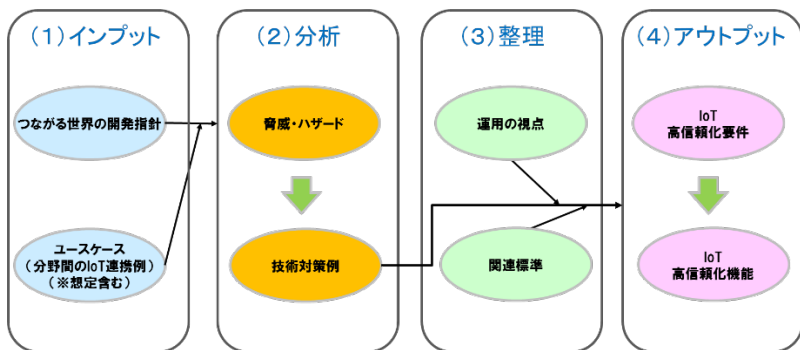 (1)インプット
つながる世界の開発指針
ユースケース
(分野間のIoT連携例)
(※想定含む)
(2)分析
脅威・ハザード
技術対策例
(3)整理
運用の視点
関連標準
(4)アウトプット
IoT
高信頼化要件
IoT
高信頼化機能